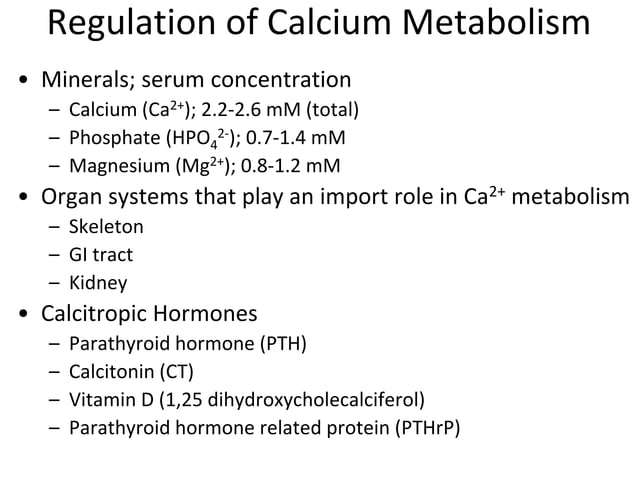 Regulation of Calcium Metabolism
• Minerals; serum concentration
– Calcium (Ca²⁺); 2.2-2.6 mM (total)
– Phosphate (HPO₄²⁻); 0.7-1.4 mM
– Magnesium (Mg²⁺); 0.8-1.2 mM
• Organ systems that play an import role in Ca²⁺ metabolism
– Skeleton
– GI tract
– Kidney
• Calcitropic Hormones
– Parathyroid hormone (PTH)
– Calcitonin (CT)
– Vitamin D (1,25 dihydroxycholecalciferol)
– Parathyroid hormone related protein (PTHrP)